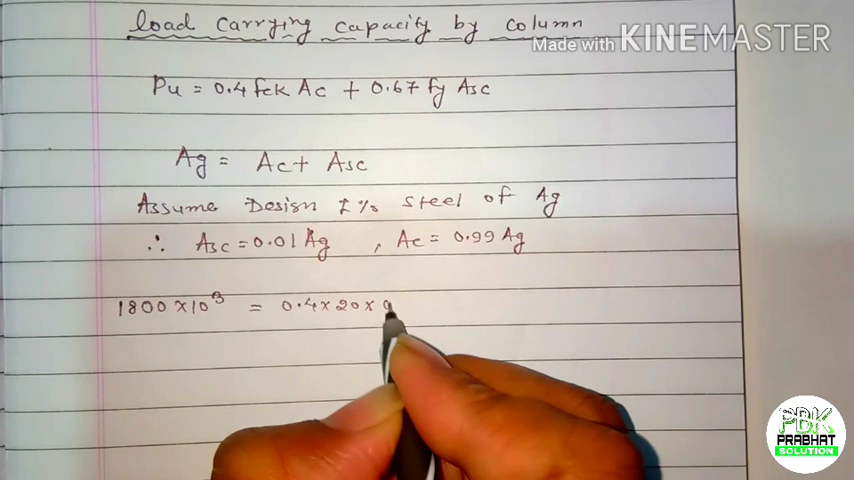 load carrying capacity by column
Made with KINEMASTER
Pu = 0.4 fck Ac + 0.67 fy Asc
Ag = Ac + Asc
Assume Design 1% steel of Ag
∴ Asc = 0.01 Ag , Ac = 0.99 Ag
1800 × 10³ = 0.4 × 20 ×
PBK
PRABHAT
SOLUTION